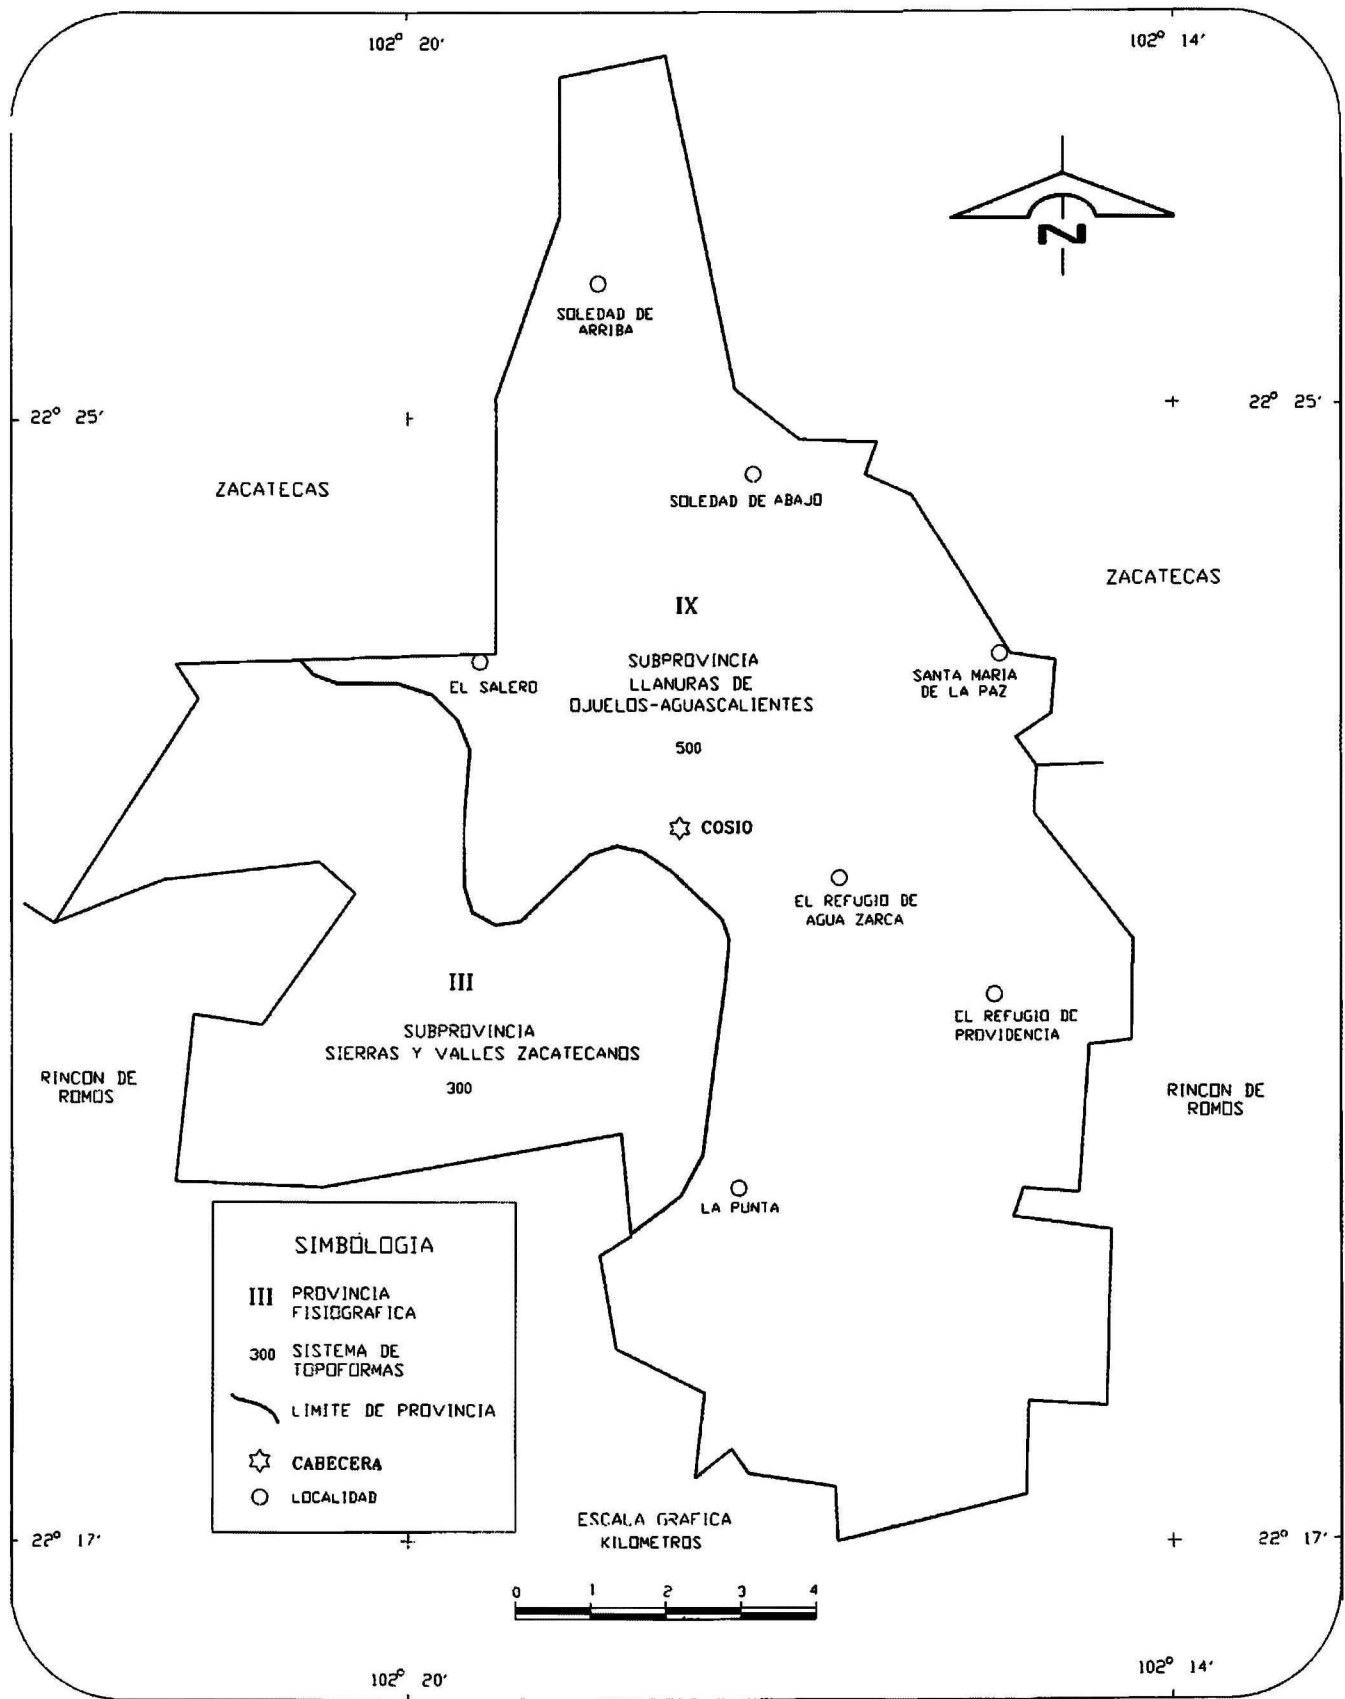 102° 20'
102° 14'
N
SOLEDAD DE
ARRIBA
22° 25'
22° 25'
ZACATECAS
SOLEDAD DE ABAJO
ZACATECAS
IX
SUBPROVINCIA
LLANURAS DE
OJUELOS-AGUASCALIENTES
500
EL SALERO
SANTA MARIA
DE LA PAZ
COSIO
EL REFUGIO DE
AGUA ZARCA
III
SUBPROVINCIA
SIERRAS Y VALLES ZACATECANOS
300
EL REFUGIO DE
PROVIDENCIA
RINCON DE
ROMOS
RINCON DE
ROMOS
LA PUNTA
SIMBOLOGIA
III PROVINCIA
FISIOGRAFICA
300 SISTEMA DE
TOPOFORMAS
LIMITE DE PROVINCIA
CABECERA
LOCALIDAD
ESCALA GRAFICA
KILOMETROS
22° 17'
22° 17'
0 1 2 3 4
102° 20'
102° 14'